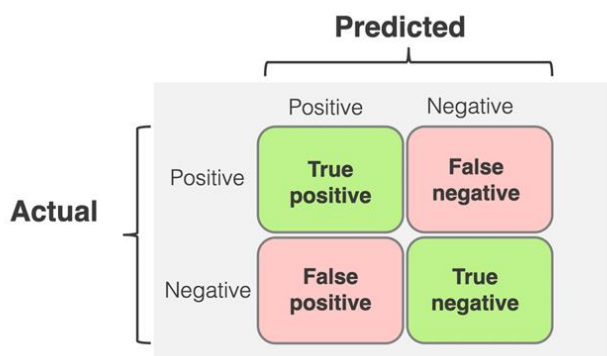 Predicted
Positive
Negative
Actual
Positive
True
positive
False
negative
Negative
False
positive
True
negative